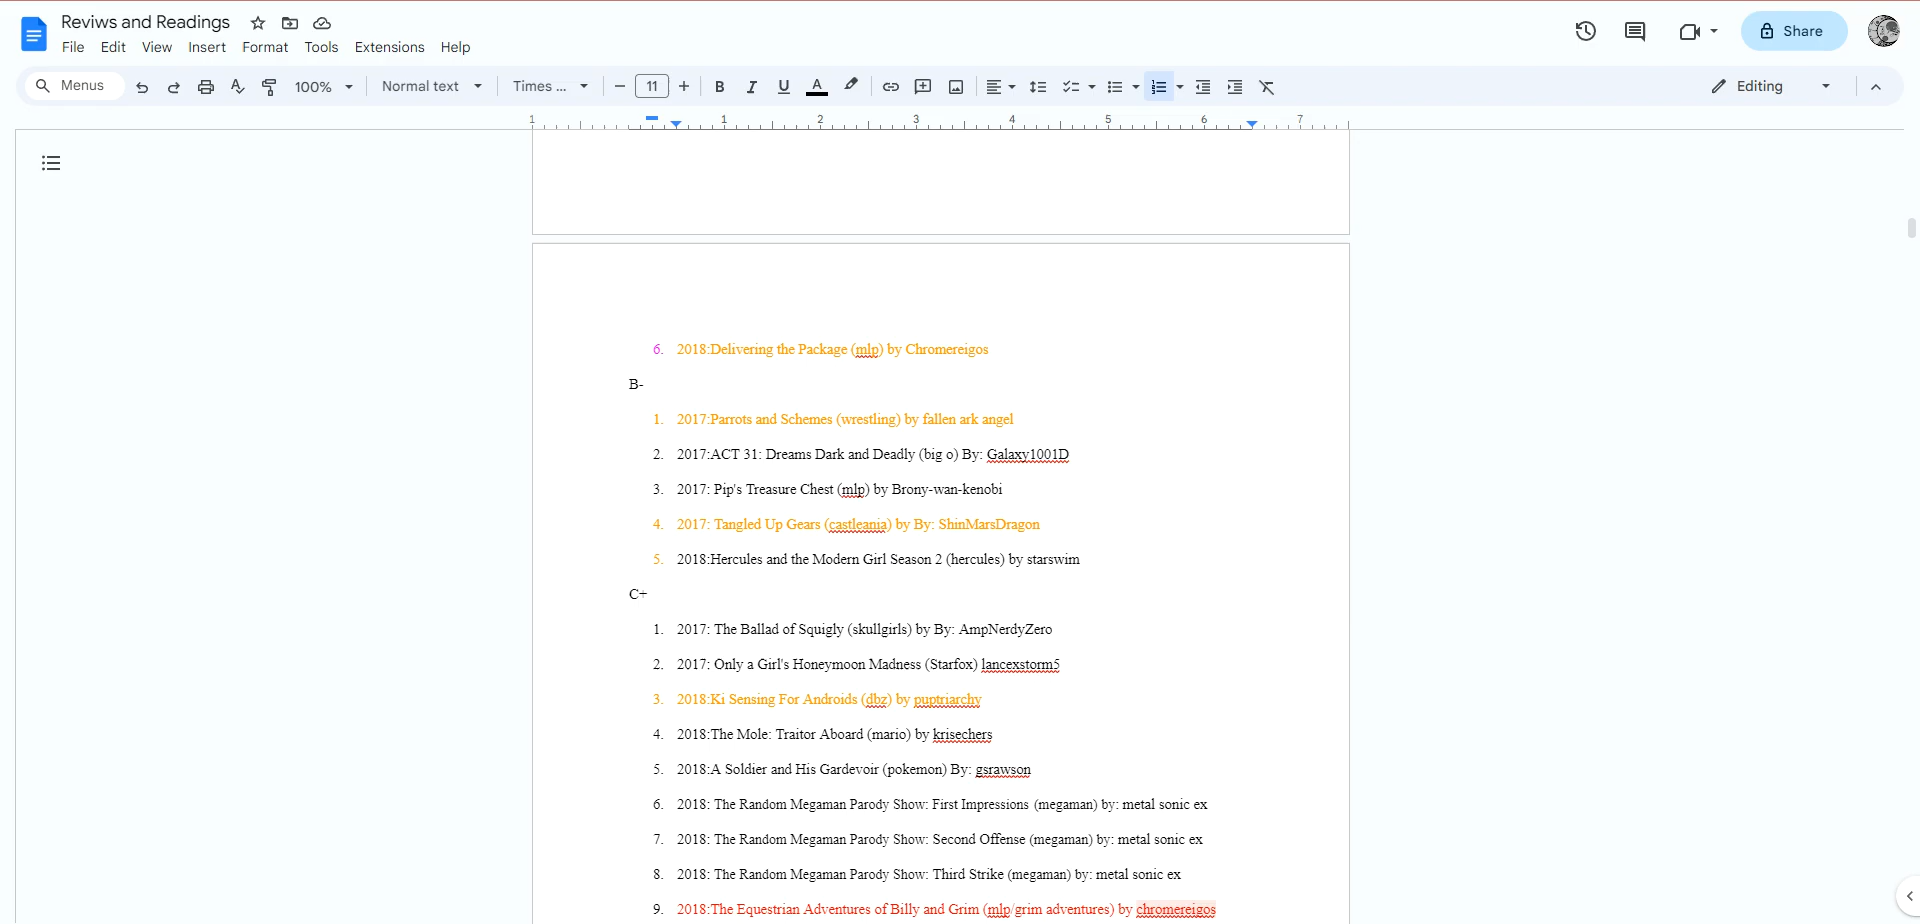 Reviws and Readings
File Edit View Insert Format Tools Extensions Help
Share
Menus 100% Normal text Times ... 11 B I U A Editing
1 1 2 3 4 5 6 7
6. 2018:Delivering the Package (mlp) by Chromereigos
B-
1. 2017:Parrots and Schemes (wrestling) by fallen ark angel
2. 2017:ACT 31: Dreams Dark and Deadly (big o) By: Galaxy1001D
3. 2017: Pip's Treasure Chest (mlp) by Brony-wan-kenobi
4. 2017: Tangled Up Gears (castleania) by By: ShinMarsDragon
5. 2018:Hercules and the Modern Girl Season 2 (hercules) by starswim
C+
1. 2017: The Ballad of Squigly (skullgirls) by By: AmpNerdyZero
2. 2017: Only a Girl's Honeymoon Madness (Starfox) lancexstorm5
3. 2018:Ki Sensing For Androids (dbz) by puptriarchy
4. 2018:The Mole: Traitor Aboard (mario) by krisechers
5. 2018:A Soldier and His Gardevoir (pokemon) By: gsrawson
6. 2018: The Random Megaman Parody Show: First Impressions (megaman) by: metal sonic ex
7. 2018: The Random Megaman Parody Show: Second Offense (megaman) by: metal sonic ex
8. 2018: The Random Megaman Parody Show: Third Strike (megaman) by: metal sonic ex
9. 2018:The Equestrian Adventures of Billy and Grim (mlp/grim adventures) by chromereigos